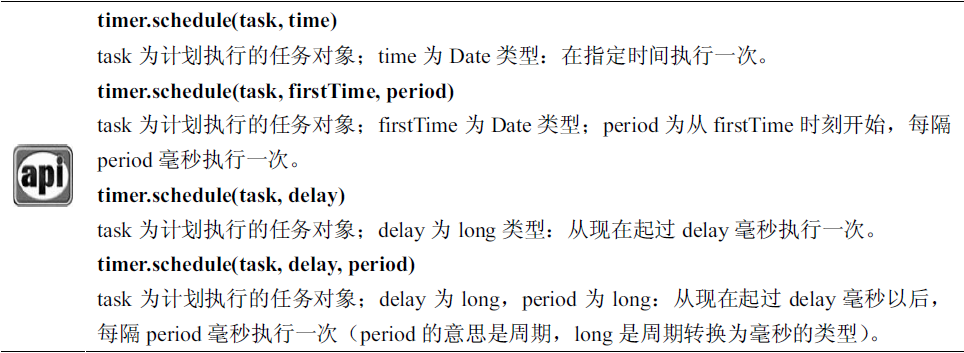 timer.schedule(task, time)
task 为计划执行的任务对象；time 为 Date 类型：在指定时间执行一次。
timer.schedule(task, firstTime, period)
task 为计划执行的任务对象；firstTime 为 Date 类型；period 为从 firstTime 时刻开始，每隔
period 毫秒执行一次。
api
timer.schedule(task, delay)
task 为计划执行的任务对象；delay 为 long 类型：从现在起过 delay 毫秒执行一次。
timer.schedule(task, delay, period)
task 为计划执行的任务对象；delay 为 long，period 为 long：从现在起过 delay 毫秒以后，
每隔 period 毫秒执行一次（period 的意思是周期，long 是周期转换为毫秒的类型）。